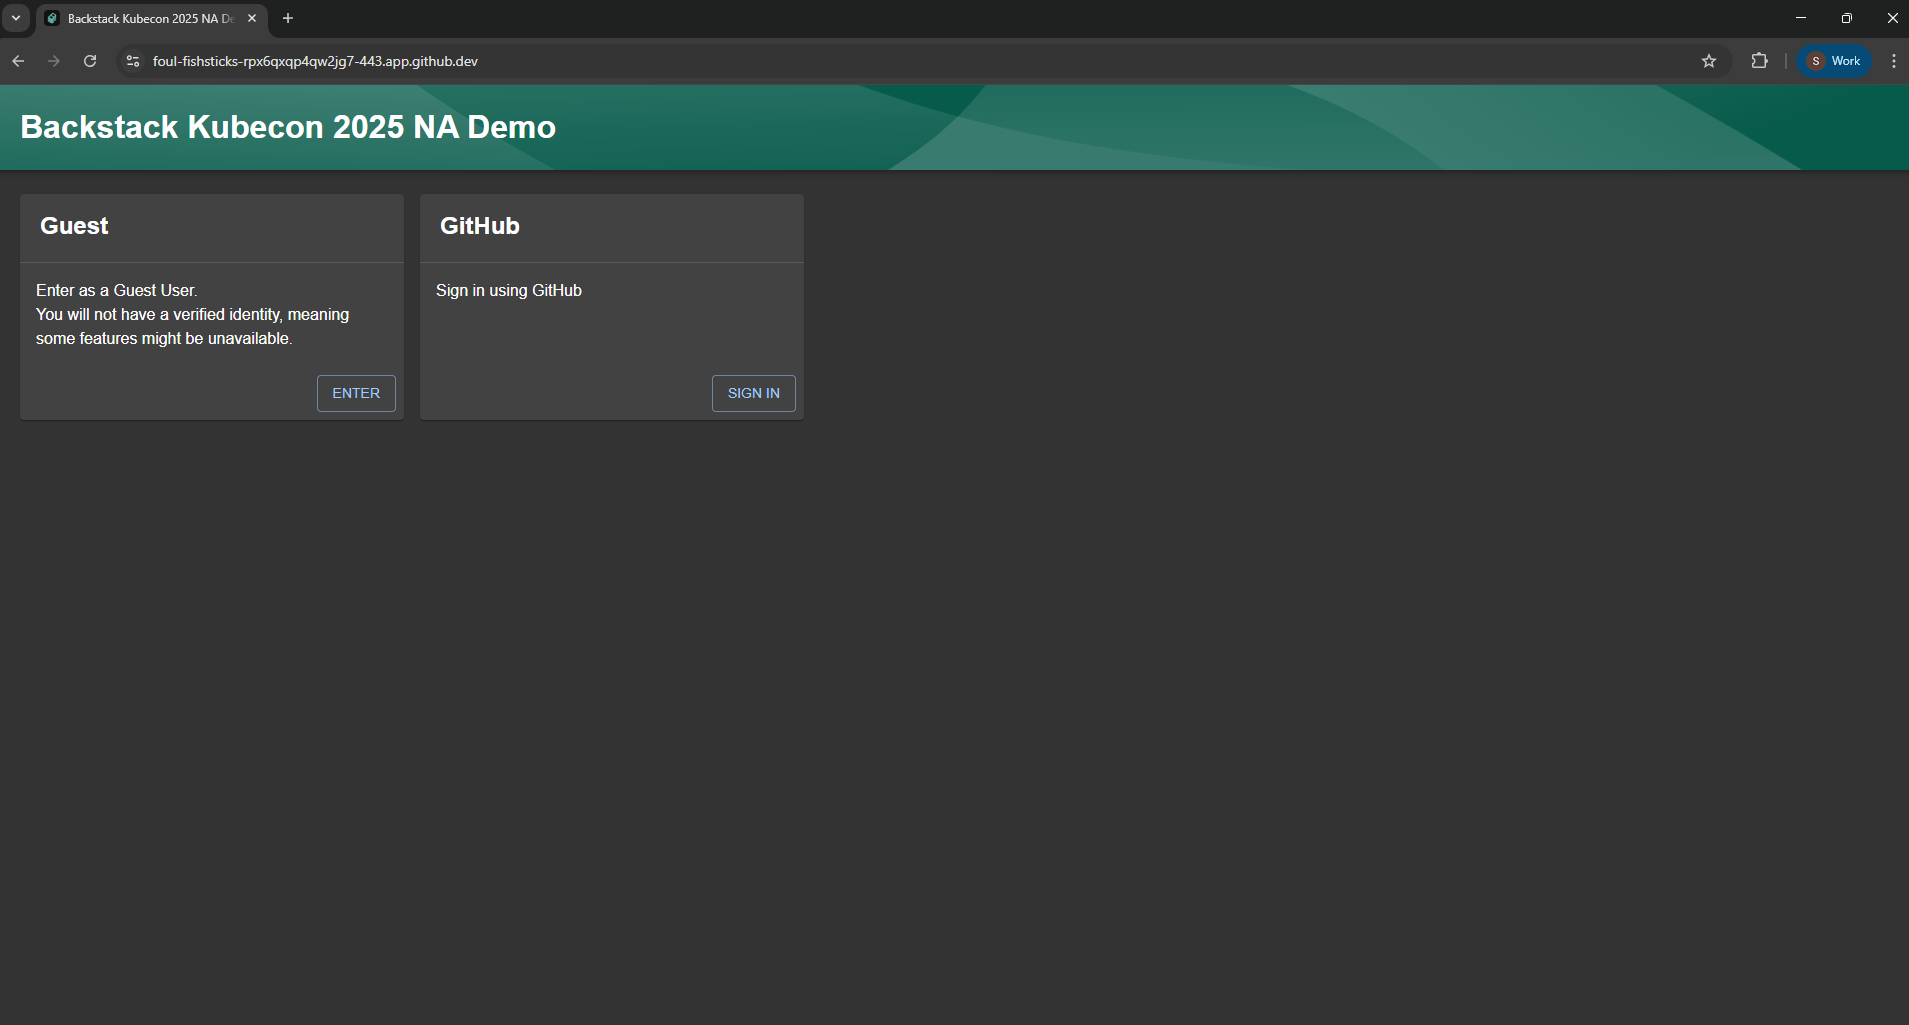 Backstack Kubecon 2025 NA De
foul-fishsticks-rpx6qxqp4qw2jg7-443.app.github.dev
S Work
Backstack Kubecon 2025 NA Demo
Guest
Enter as a Guest User.
You will not have a verified identity, meaning
some features might be unavailable.
ENTER
GitHub
Sign in using GitHub
SIGN IN